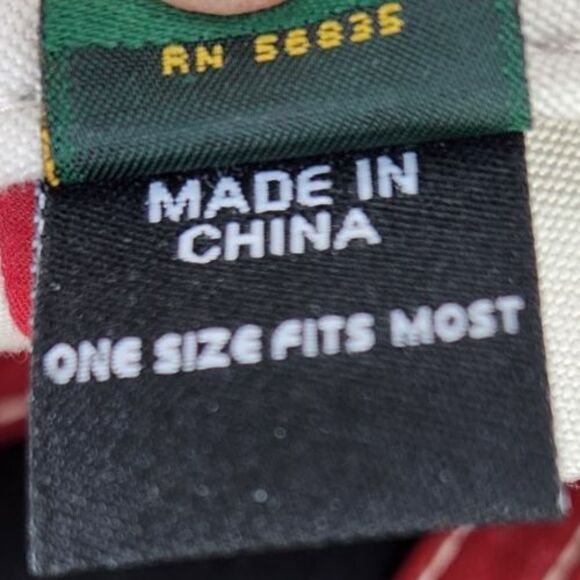 RN 56835
MADE IN
CHINA
ONE SIZE FITS MOST